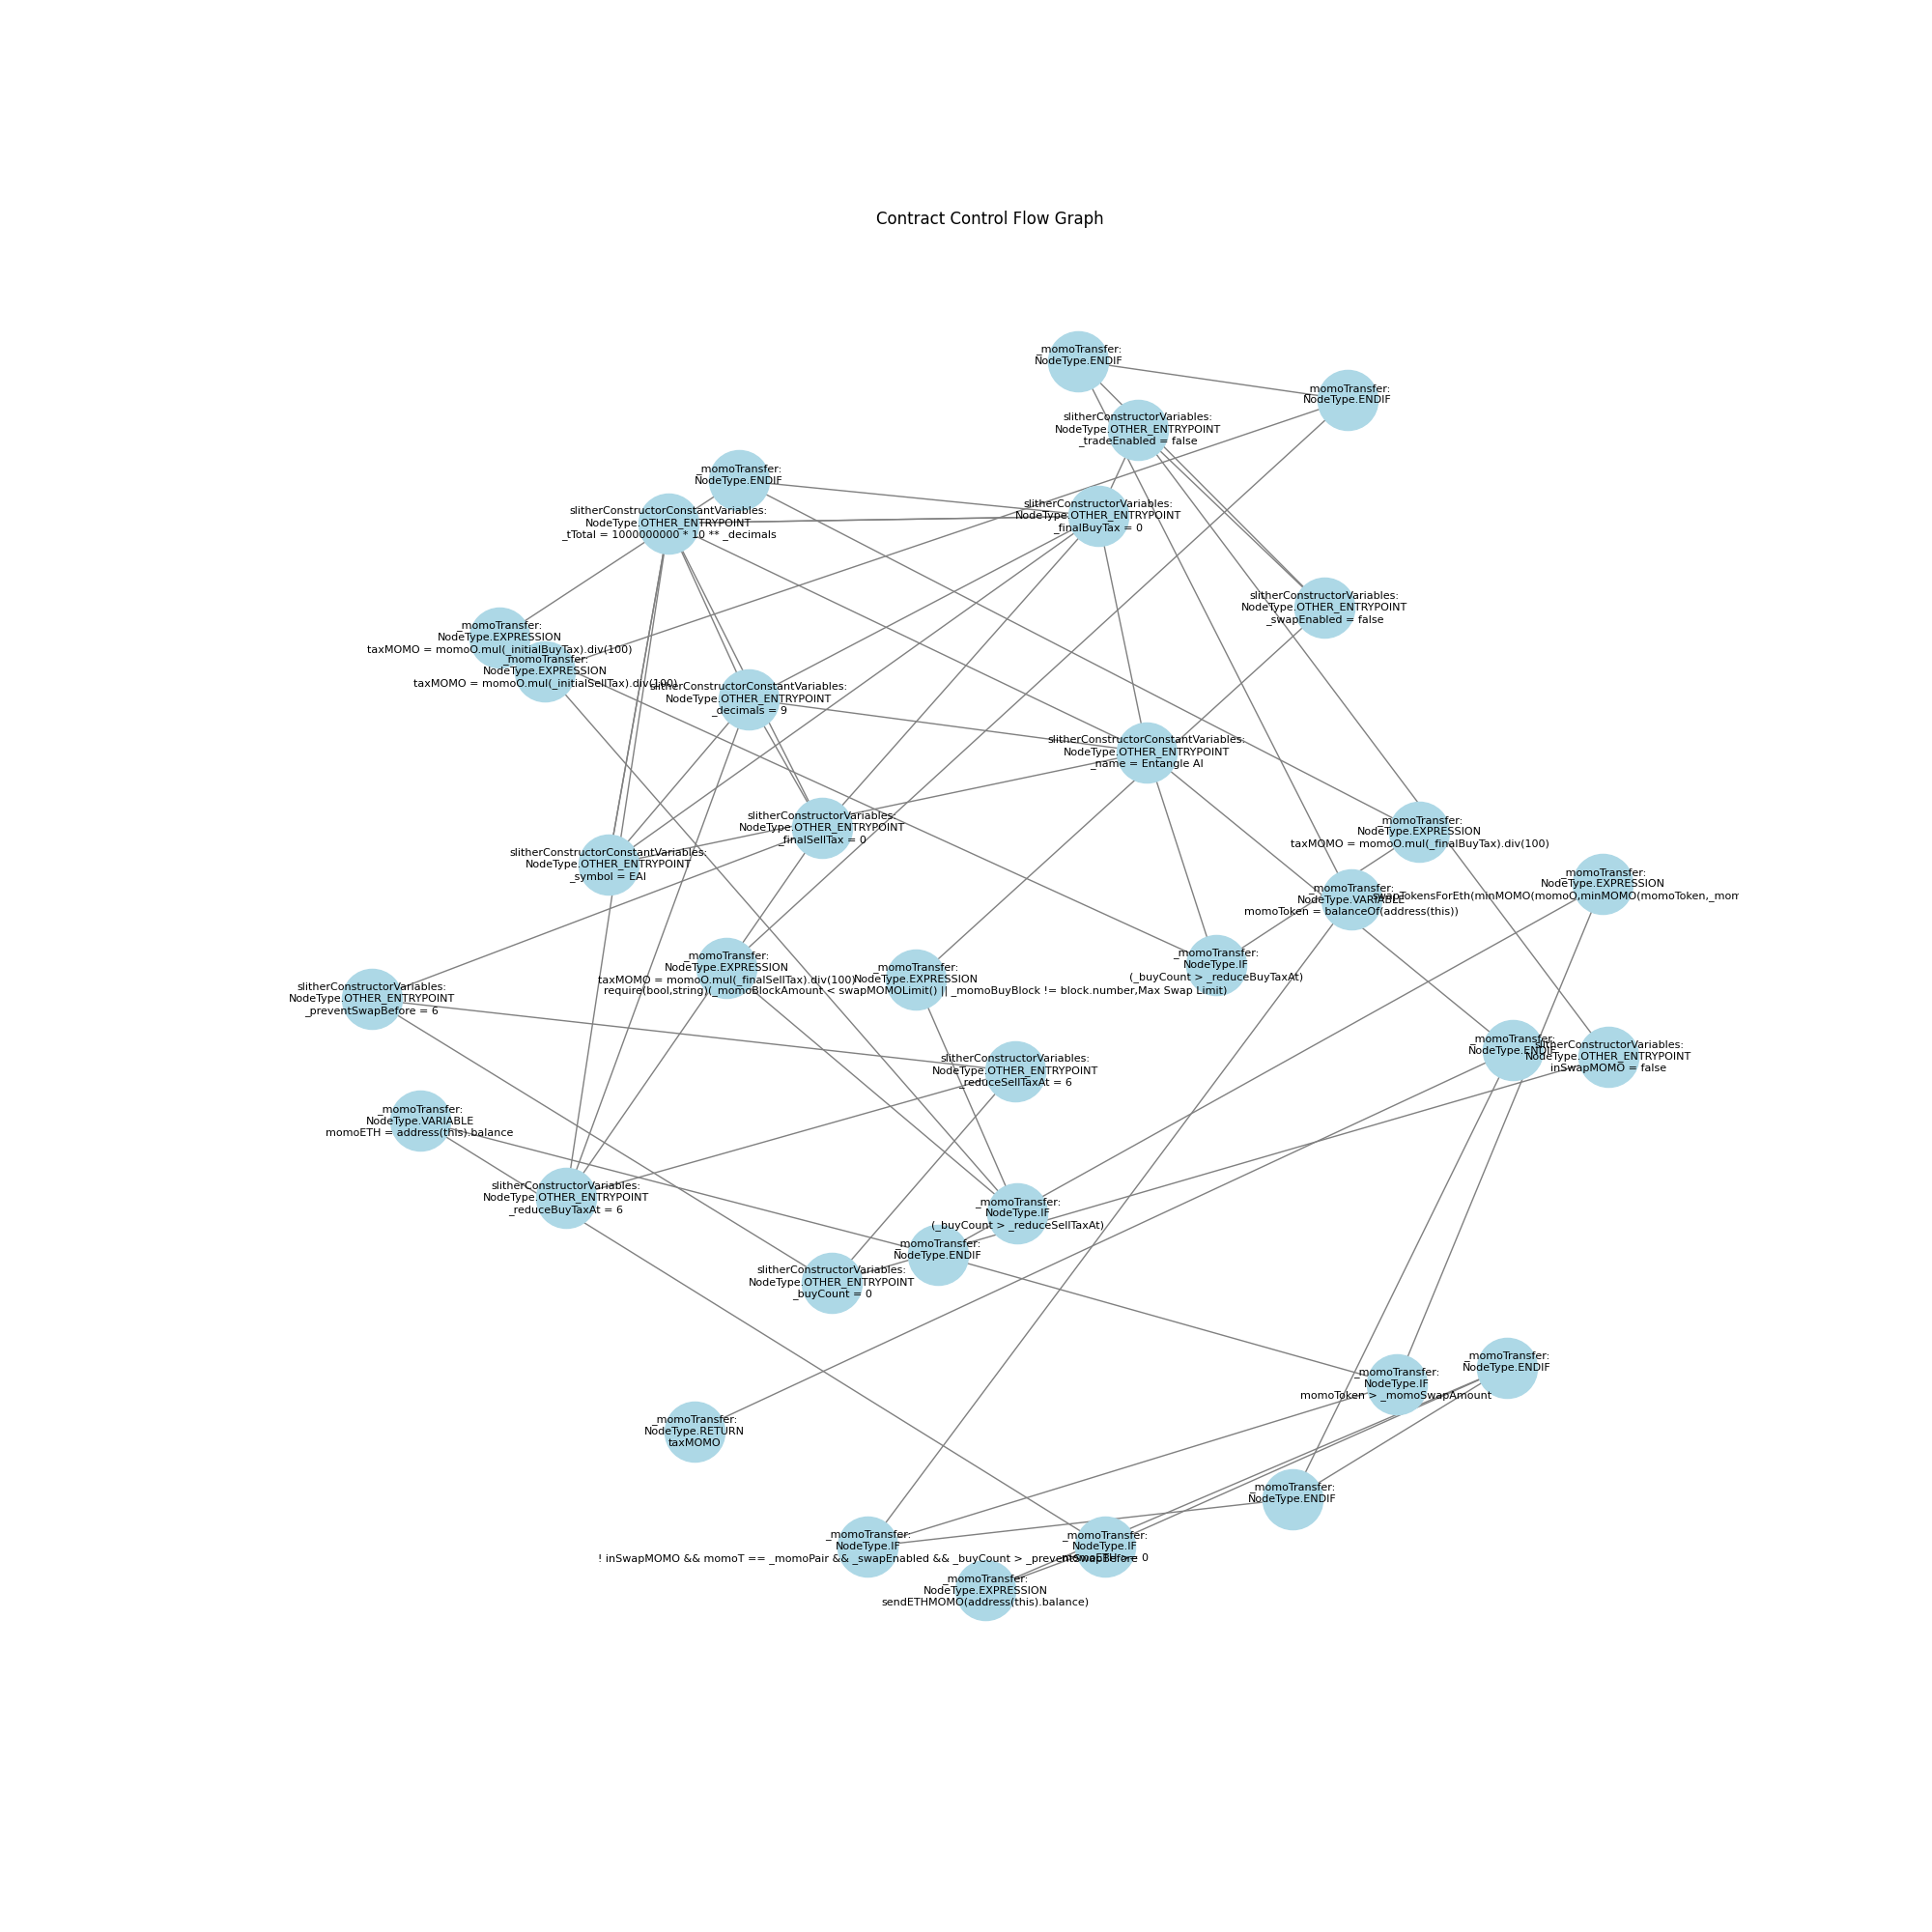 Contract Control Flow Graph
_momoTransfer:
NodeType.ENDIF
_momoTransfer:
NodeType.ENDIF
slitherConstructorVariables:
NodeType.OTHER_ENTRYPOINT
_tradeEnabled = false
_momoTransfer:
NodeType.ENDIF
slitherConstructorConstantVariables:
NodeType.OTHER_ENTRYPOINT
_tTotal = 1000000000 * 10 ** _decimals
slitherConstructorVariables:
NodeType.OTHER_ENTRYPOINT
_finalBuyTax = 0
slitherConstructorVariables:
NodeType.OTHER_ENTRYPOINT
_swapEnabled = false
_momoTransfer:
NodeType.EXPRESSION
taxMOMO = momoO.mul(_initialBuyTax).div(100)
_momoTransfer:
NodeType.EXPRESSION
taxMOMO = momoO.mul(_initialSellTax).div(100)
slitherConstructorConstantVariables:
NodeType.OTHER_ENTRYPOINT
_decimals = 9
slitherConstructorConstantVariables:
NodeType.OTHER_ENTRYPOINT
_name = Entangle AI
slitherConstructorVariables:
NodeType.OTHER_ENTRYPOINT
_finalSellTax = 0
_momoTransfer:
NodeType.EXPRESSION
taxMOMO = momoO.mul(_finalBuyTax).div(100)
slitherConstructorConstantVariables:
NodeType.OTHER_ENTRYPOINT
_symbol = EAI
_momoTransfer:
NodeType.EXPRESSION
swapTokensForEth(minMOMO(momoO,minMOMO(momoToken,_mom
_momoTransfer:
NodeType.VARIABLE
momoToken = balanceOf(address(this))
_momoTransfer:
NodeType.IF
(_buyCount > _reduceBuyTaxAt)
_momoTransfer:
NodeType.EXPRESSION
taxMOMO = momoO.mul(_finalSellTax).div(100)
_momoTransfer:
NodeType.EXPRESSION
require(bool,string)(_momoBlockAmount < swapMOMOLimit() || _momoBuyBlock != block.number,Max Swap Limit)
slitherConstructorVariables:
NodeType.OTHER_ENTRYPOINT
_preventSwapBefore = 6
_momoTransfer:
NodeType.ENDIF
slitherConstructorVariables:
NodeType.OTHER_ENTRYPOINT
inSwapMOMO = false
slitherConstructorVariables:
NodeType.OTHER_ENTRYPOINT
_reduceSellTaxAt = 6
_momoTransfer:
NodeType.VARIABLE
momoETH = address(this).balance
slitherConstructorVariables:
NodeType.OTHER_ENTRYPOINT
_reduceBuyTaxAt = 6
_momoTransfer:
NodeType.IF
(_buyCount > _reduceSellTaxAt)
_momoTransfer:
NodeType.ENDIF
slitherConstructorVariables:
NodeType.OTHER_ENTRYPOINT
_buyCount = 0
_momoTransfer:
NodeType.ENDIF
_momoTransfer:
NodeType.IF
momoToken > _momoSwapAmount
_momoTransfer:
NodeType.RETURN
taxMOMO
_momoTransfer:
NodeType.ENDIF
_momoTransfer:
NodeType.IF
! inSwapMOMO && momoT == _momoPair && _swapEnabled && _buyCount > _preventSwapBefore
_momoTransfer:
NodeType.IF
momoETH >= 0
_momoTransfer:
NodeType.EXPRESSION
sendETHMOMO(address(this).balance)